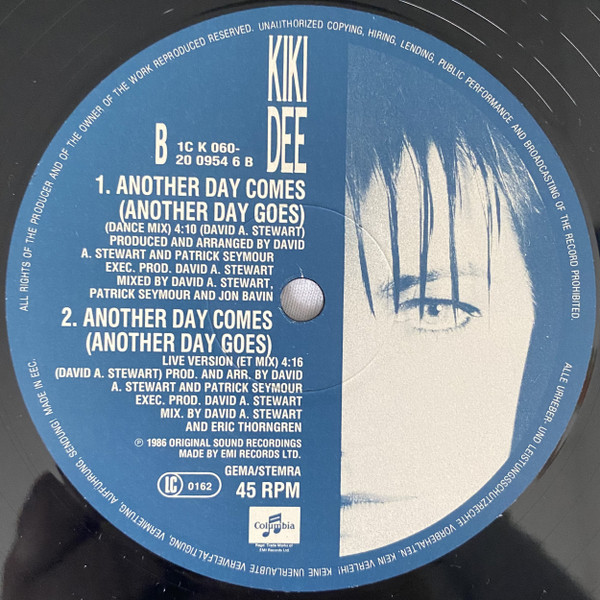 ALL RIGHTS OF THE PRODUCER AND OF THE OWNER OF THE WORK REPRODUCED RESERVED. UNAUTHORIZED COPYING, HIRING, LENDING, PUBLIC PERFORMANCE AND BROADCASTING OF THE RECORD PROHIBITED.
KIKI
DEE
B
1C K 060-
20 0954 6 B
1. ANOTHER DAY COMES
(ANOTHER DAY GOES)
(DANCE MIX) 4:10 (DAVID A. STEWART)
PRODUCED AND ARRANGED BY DAVID
A. STEWART AND PATRICK SEYMOUR
EXEC. PROD. DAVID A. STEWART
MIXED BY DAVID A. STEWART,
PATRICK SEYMOUR AND JON BAVIN
2. ANOTHER DAY COMES
(ANOTHER DAY GOES)
LIVE VERSION (ET MIX) 4:16
(DAVID A. STEWART) PROD. AND ARR. BY DAVID
A. STEWART AND PATRICK SEYMOUR
EXEC. PROD. DAVID A. STEWART
MIX. BY DAVID A. STEWART
AND ERIC THORNGREN
℗ 1986 ORIGINAL SOUND RECORDINGS
MADE BY EMI RECORDS LTD.
GEMA/STEMRA
LC 0162
45 RPM
Columbia
Regd. Trade Marks of
EMI Records Ltd
ALLE URHEBER- UND LEISTUNGSSCHUTZRECHTE VORBEHALTEN. KEIN VERLEIH! KEINE UNERLAUBTE VERVIELFÄLTIGUNG, VERMIETUNG, AUFFÜHRUNG, SENDUNG! MADE IN EEC.